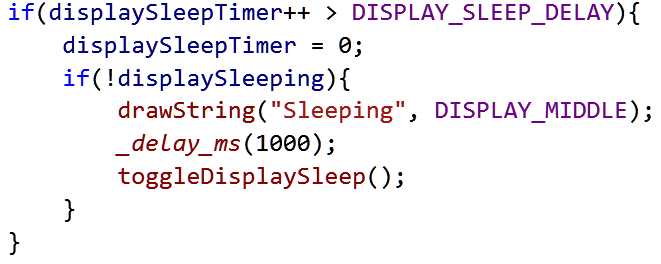 if(displaySleepTimer++ > DISPLAY_SLEEP_DELAY){
    displaySleepTimer = 0;
    if(!displaySleeping){
        drawString("Sleeping", DISPLAY_MIDDLE);
        _delay_ms(1000);
        toggleDisplaySleep();
    }
}